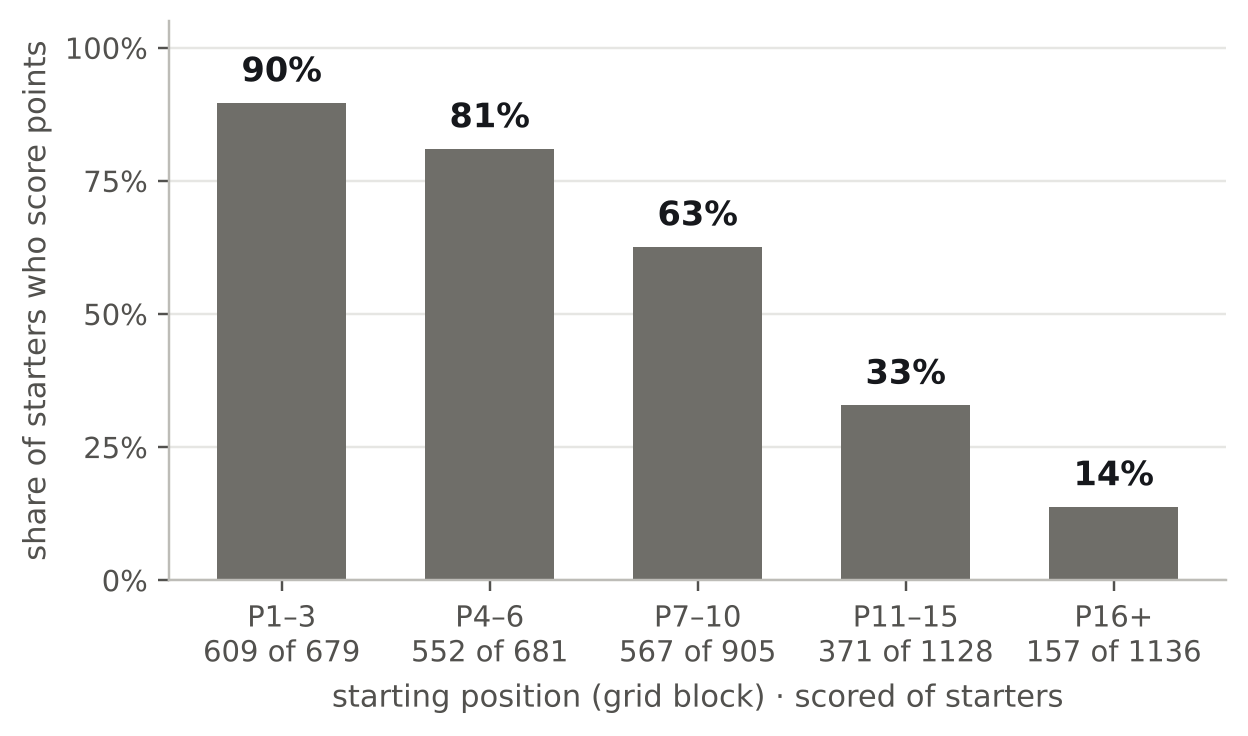 share of starters who score points
100%
75%
50%
25%
0%
90%
81%
63%
33%
14%
P1–3
609 of 679
P4–6
552 of 681
P7–10
567 of 905
P11–15
371 of 1128
P16+
157 of 1136
starting position (grid block) · scored of starters